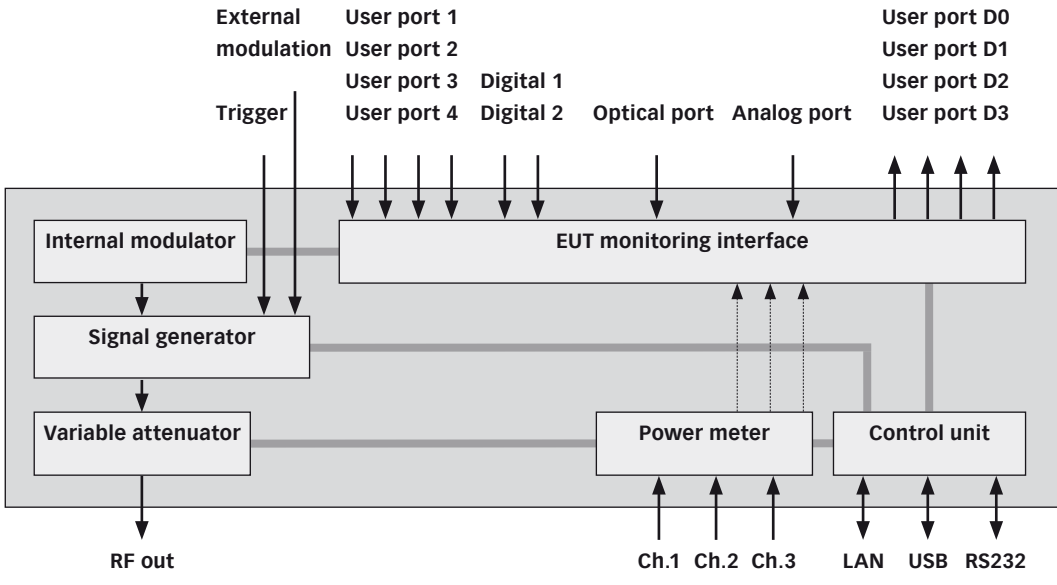 External modulation
Trigger
User port 1
User port 2
User port 3
User port 4
Digital 1
Digital 2
Optical port
Analog port
User port D0
User port D1
User port D2
User port D3
Internal modulator
EUT monitoring interface
Signal generator
Variable attenuator
Power meter
Control unit
RF out
Ch.1
Ch.2
Ch.3
LAN
USB
RS232